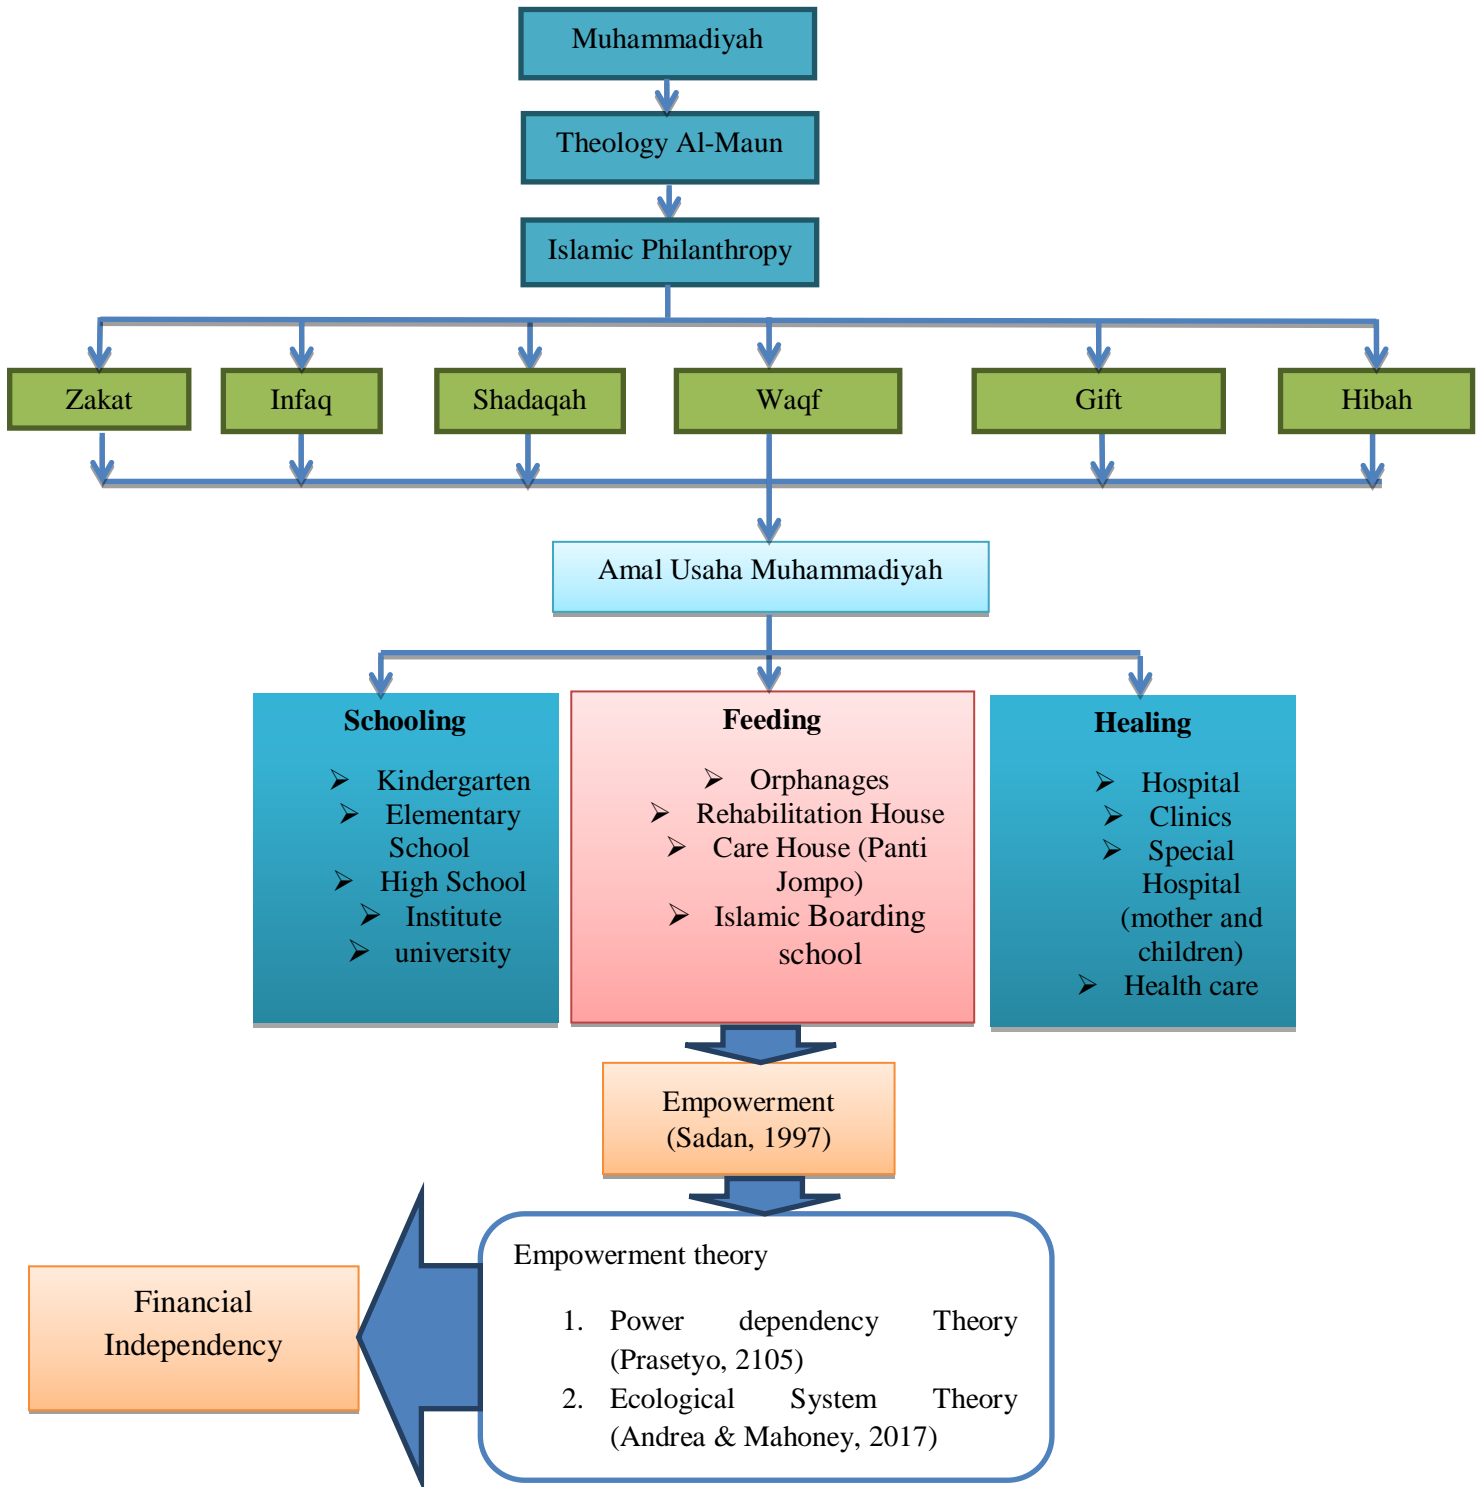 Muhammadiyah
Theology Al-Maun
Islamic Philanthropy
Zakat
Infaq
Shadaqah
Waqf
Gift
Hibah
Amal Usaha Muhammadiyah
Schooling
➢ Kindergarten
➢ Elementary
School
➢ High School
➢ Institute
➢ university
Feeding
➢ Orphanages
➢ Rehabilitation House
➢ Care House (Panti
Jompo)
➢ Islamic Boarding
school
Healing
➢ Hospital
➢ Clinics
➢ Special
Hospital
(mother and
children)
➢ Health care
Empowerment
(Sadan, 1997)
Empowerment theory
1. Power dependency Theory
(Prasetyo, 2105)
2. Ecological System Theory
(Andrea & Mahoney, 2017)
Financial
Independency